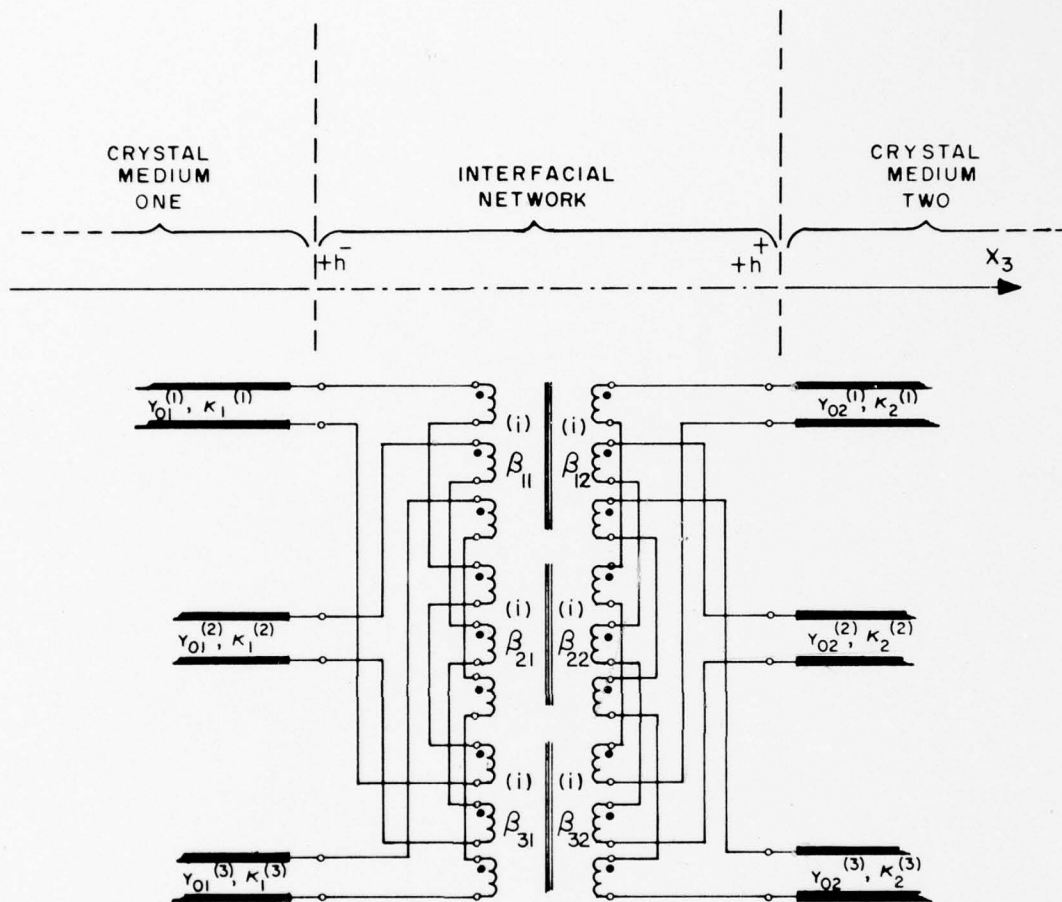 CRYSTAL
MEDIUM
ONE
INTERFACIAL
NETWORK
CRYSTAL
MEDIUM
TWO
+h⁻
+h⁺
X₃
Y₀₁⁽¹⁾, κ₁⁽¹⁾
(i)
(i)
Y₀₂⁽¹⁾, κ₂⁽¹⁾
β₁₁
β₁₂
(i)
(i)
Y₀₁⁽²⁾, κ₁⁽²⁾
β₂₁
β₂₂
Y₀₂⁽²⁾, κ₂⁽²⁾
(i)
(i)
β₃₁
β₃₂
Y₀₁⁽³⁾, κ₁⁽³⁾
Y₀₂⁽³⁾, κ₂⁽³⁾